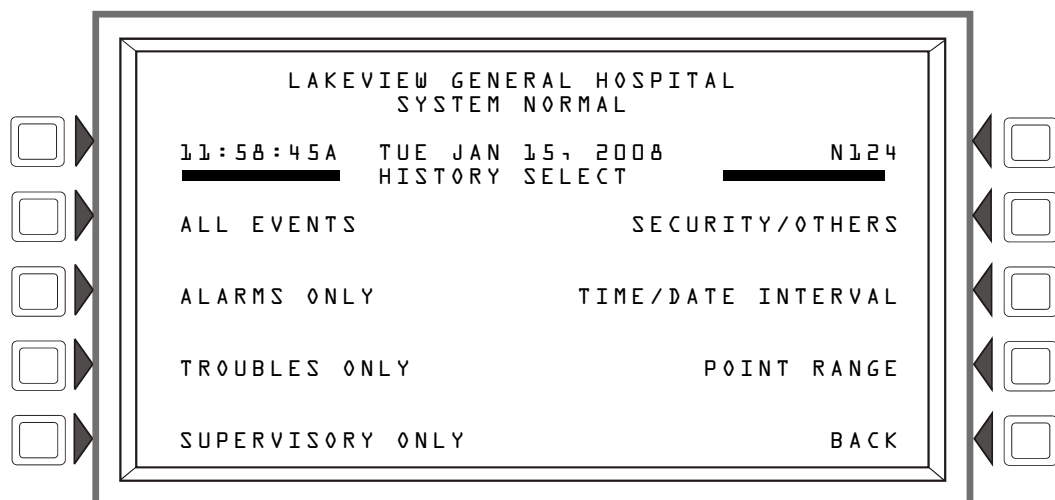 LAKEVIEW GENERAL HOSPITAL
SYSTEM NORMAL
11:58:45A TUE JAN 15, 2008 N124
HISTORY SELECT
ALL EVENTS SECURITY/OTHERS
ALARMS ONLY TIME/DATE INTERVAL
TROUBLES ONLY POINT RANGE
SUPERVISORY ONLY BACK